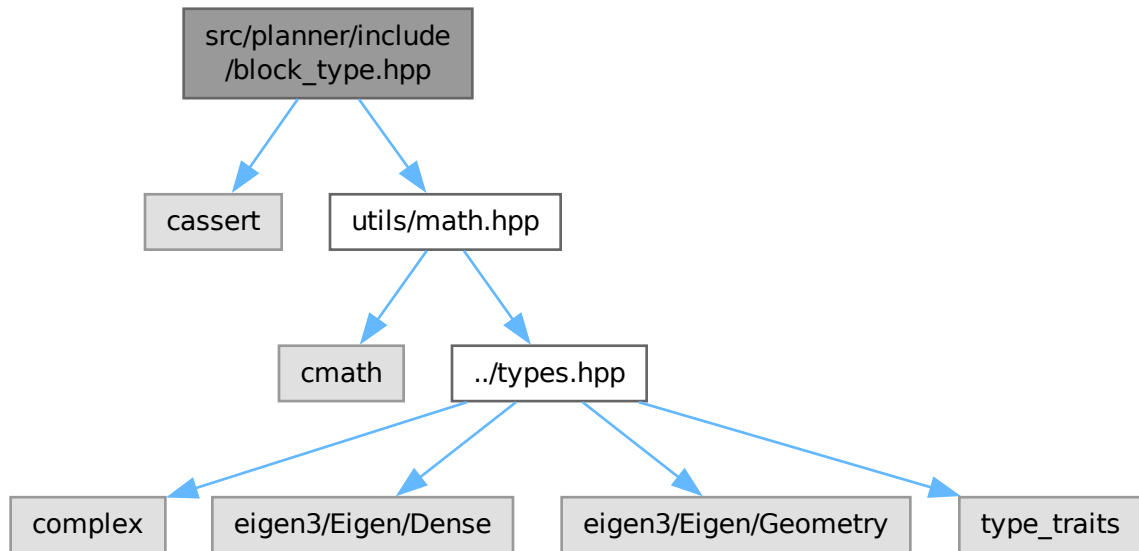 src/planner/include
/block_type.hpp
cassert
utils/math.hpp
cmath
../types.hpp
complex
eigen3/Eigen/Dense
eigen3/Eigen/Geometry
type_traits